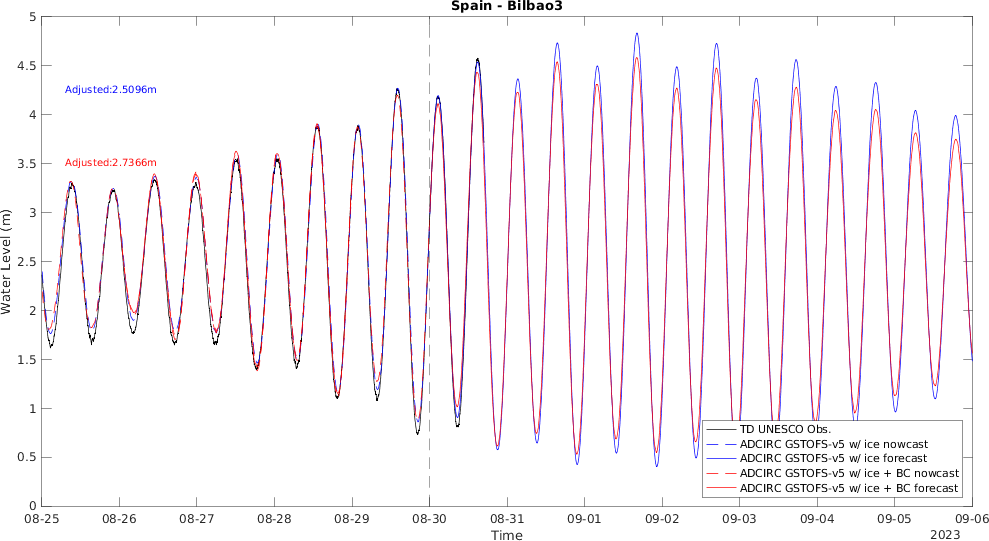 Spain - Bilbao3
5
4.5
4
3.5
3
2.5
2
1.5
1
0.5
0
Water Level (m)
Adjusted:2.5096m
Adjusted:2.7366m
TD UNESCO Obs.
ADCIRC GSTOFS-v5 w/ ice nowcast
ADCIRC GSTOFS-v5 w/ ice forecast
ADCIRC GSTOFS-v5 w/ ice + BC nowcast
ADCIRC GSTOFS-v5 w/ ice + BC forecast
08-25 08-26 08-27 08-28 08-29 08-30 08-31 09-01 09-02 09-03 09-04 09-05 09-06
Time
2023